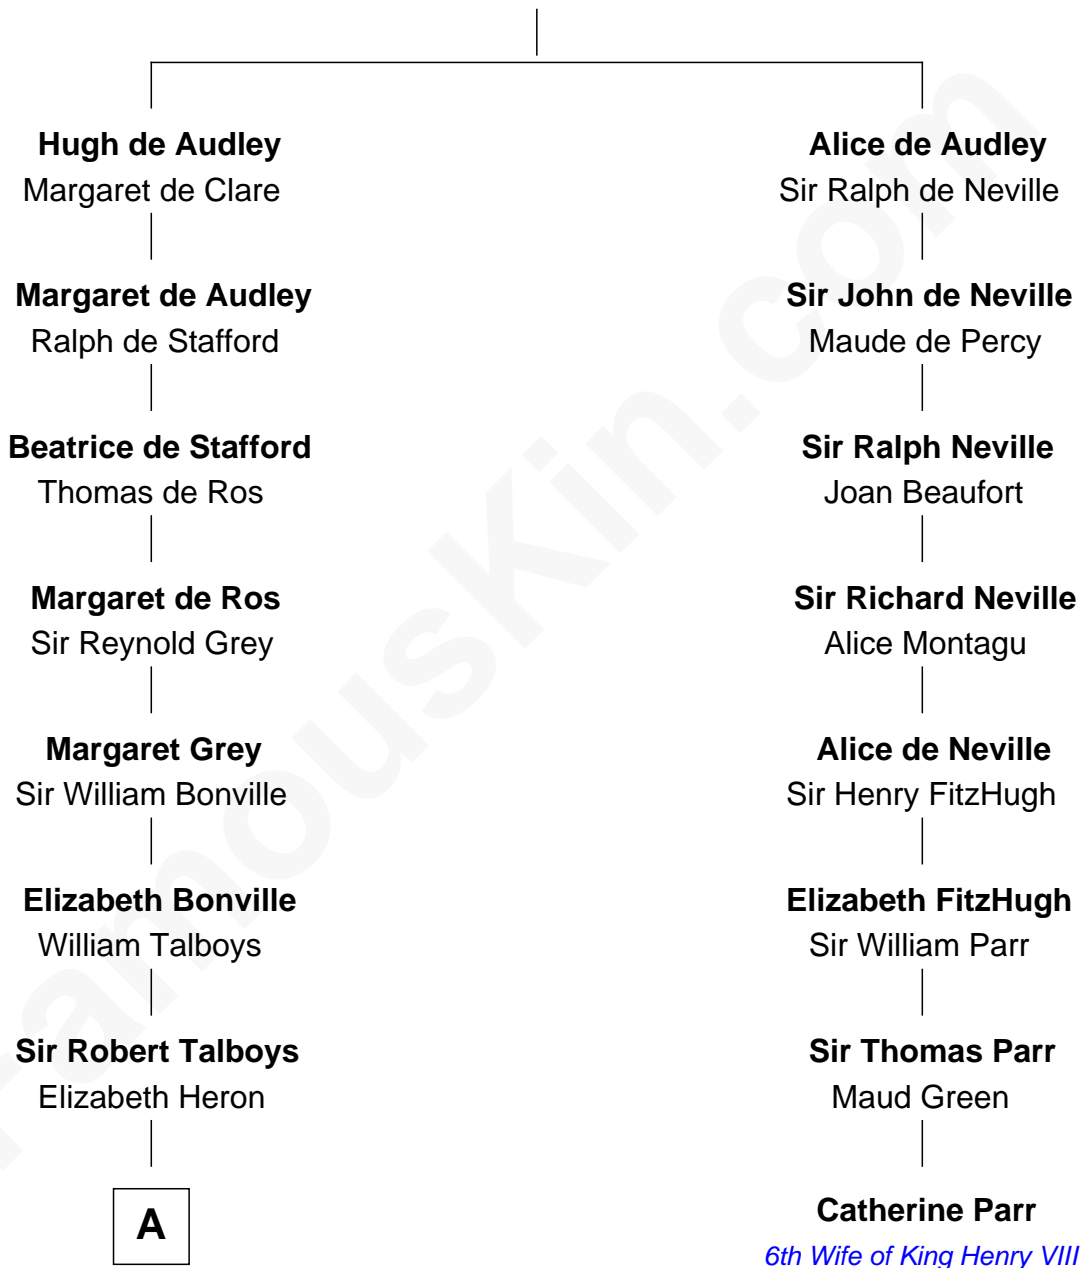 Hugh de Audley
Margaret de Clare
Margaret de Audley
Ralph de Stafford
Beatrice de Stafford
Thomas de Ros
Margaret de Ros
Sir Reynold Grey
Margaret Grey
Sir William Bonville
Elizabeth Bonville
William Talboys
Sir Robert Talboys
Elizabeth Heron
A
Alice de Audley
Sir Ralph de Neville
Sir John de Neville
Maude de Percy
Sir Ralph Neville
Joan Beaufort
Sir Richard Neville
Alice Montagu
Alice de Neville
Sir Henry FitzHugh
Elizabeth FitzHugh
Sir William Parr
Sir Thomas Parr
Maud Green
Catherine Parr
6th Wife of King Henry VIII
FamousKin.com